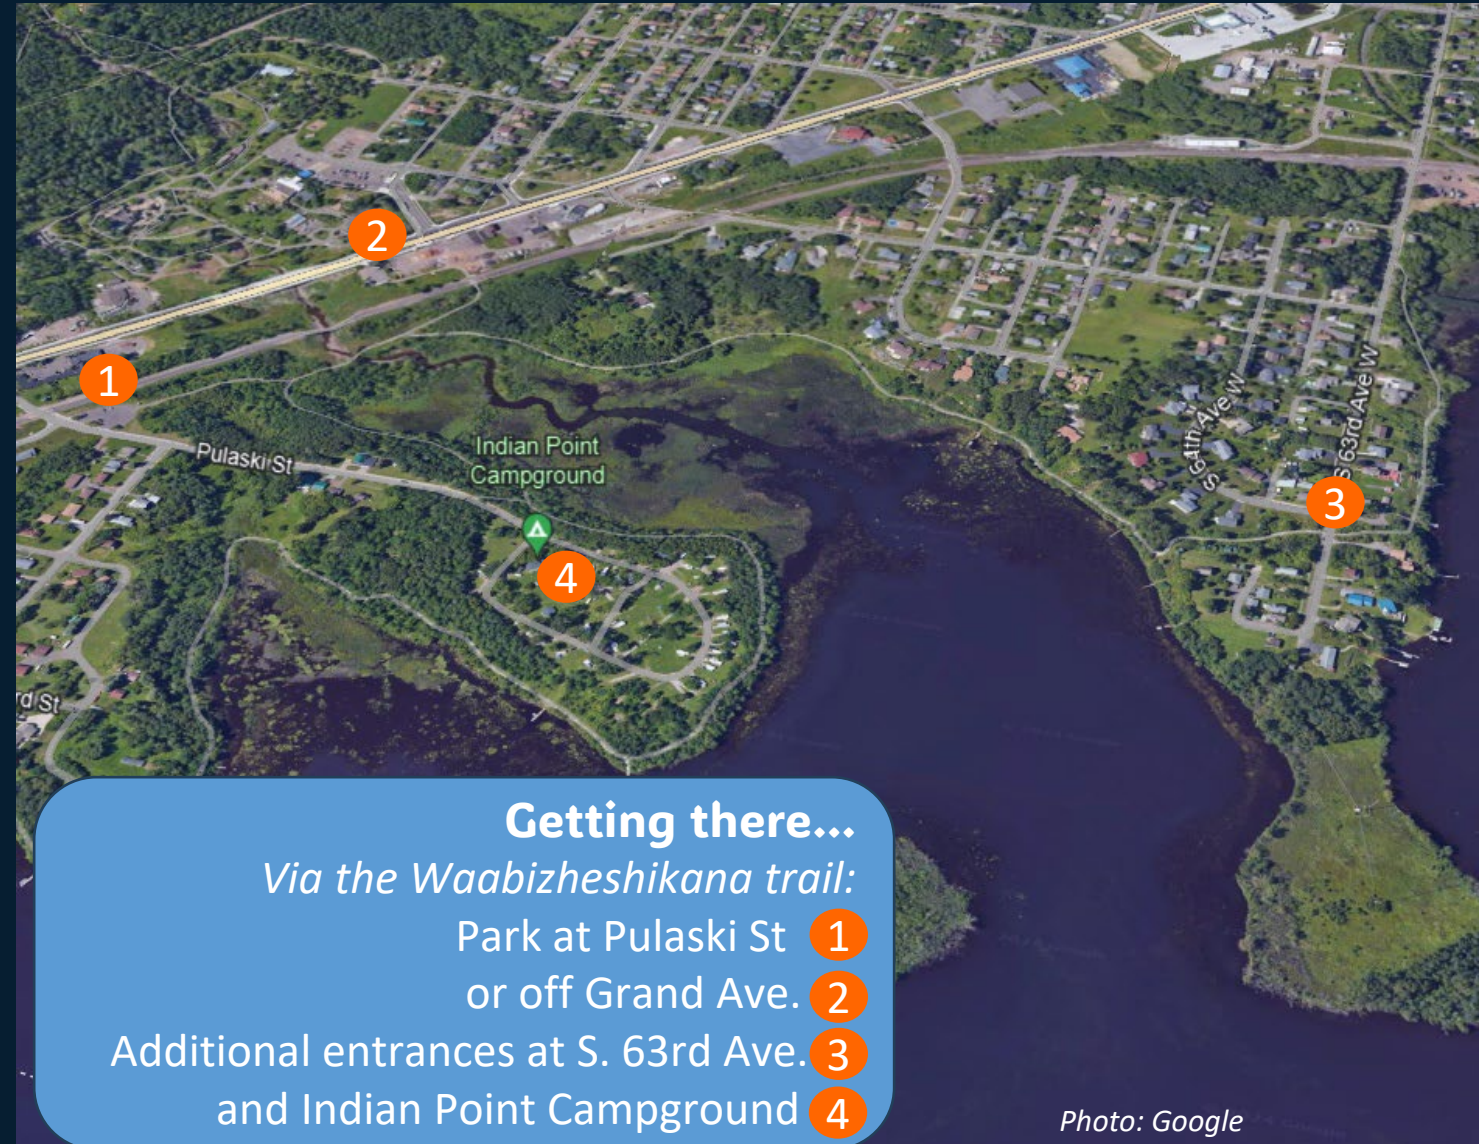 2
1
Pulaski St
Indian Point
Campground
S 64th Ave W
S 63rd Ave W
3
4
rd St
Getting there...
Via the Waabizheshikana trail:
Park at Pulaski St 1
or off Grand Ave. 2
Additional entrances at S. 63rd Ave. 3
and Indian Point Campground 4
Photo: Google